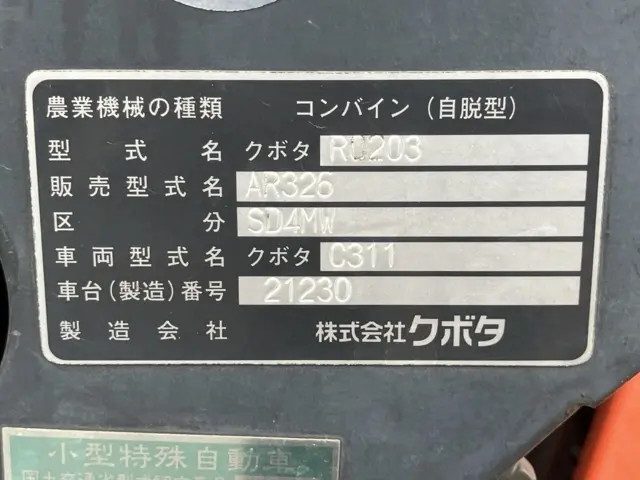 農業機械の種類 コンバイン(自脱型)
型式名 クボタ RQ203
販売型式名 AR326
区分 SD4MW
車両型式名 クボタ C311
車台(製造)番号 21230
製造会社 株式会社クボタ
小型特殊自動車